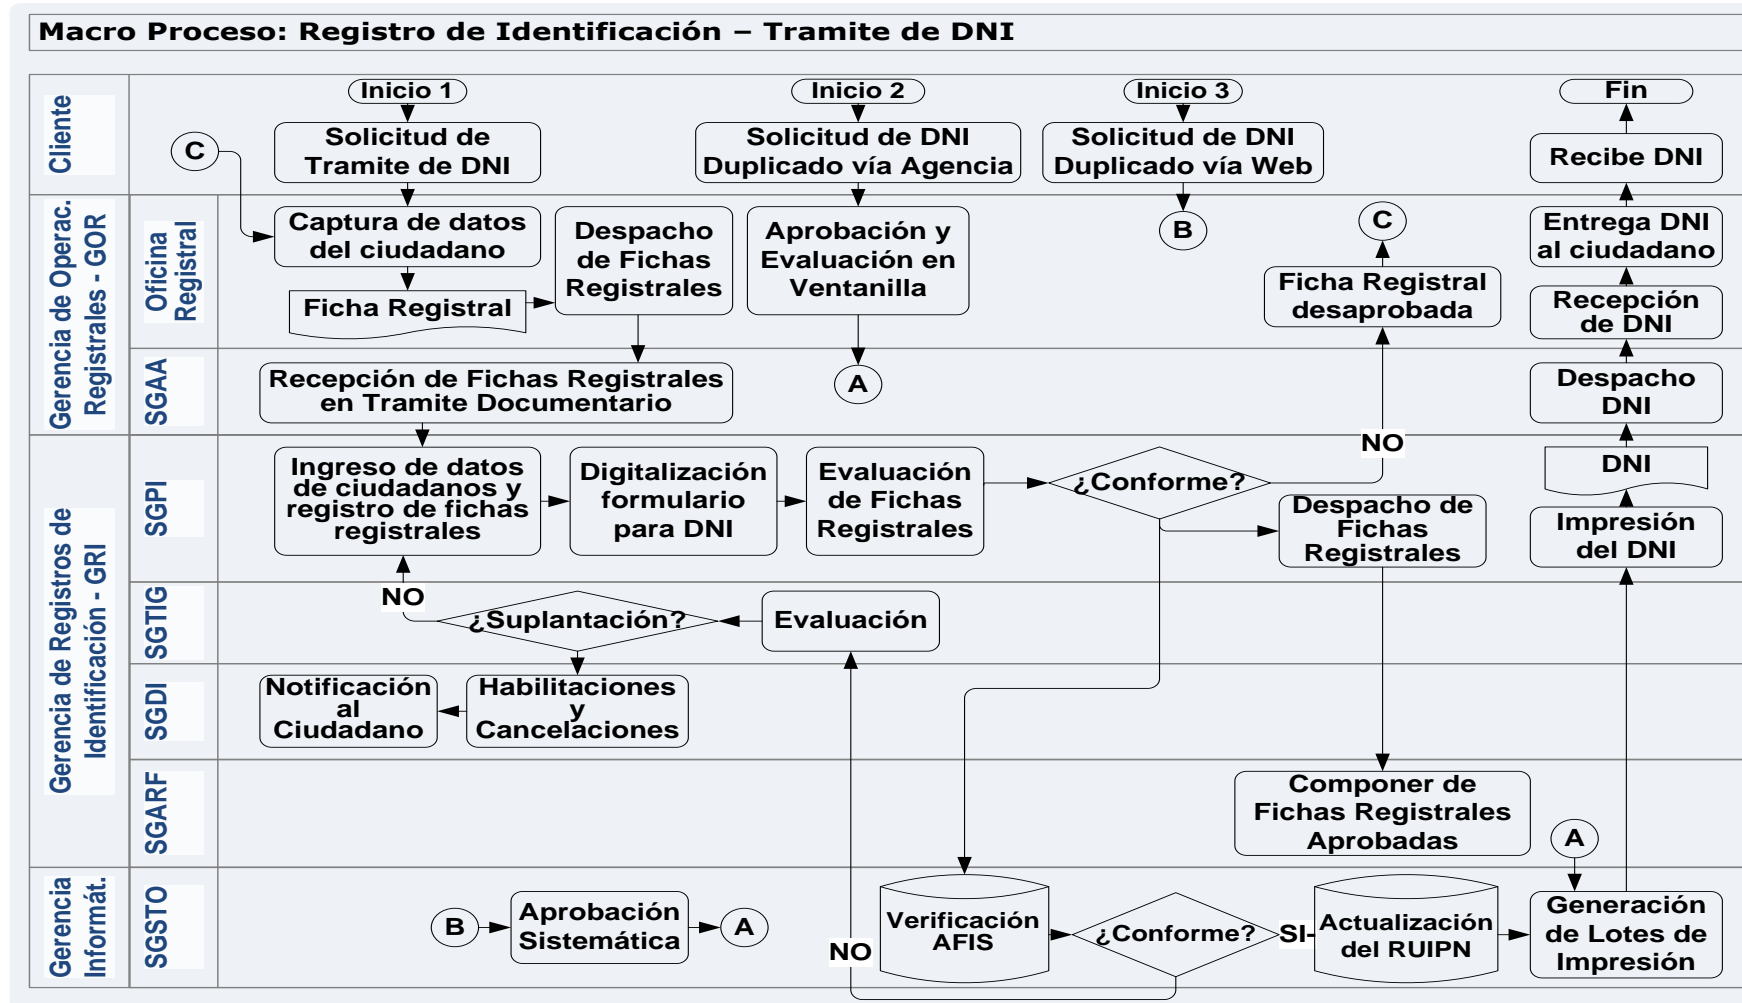 Macro Proceso: Registro de Identificación – Tramite de DNI
Cliente
Inicio 1
Inicio 2
Inicio 3
Fin
C
Solicitud de
Tramite de DNI
Solicitud de DNI
Duplicado vía Agencia
Solicitud de DNI
Duplicado vía Web
Recibe DNI
Gerencia de Operac.
Registrales - GOR
Oficina
Registral
Captura de datos
del ciudadano
Ficha Registral
Despacho
de Fichas
Registrales
Aprobación y
Evaluación en
Ventanilla
B
C
Ficha Registral
desaprobada
Entrega DNI
al ciudadano
Recepción
de DNI
SGAA
Recepción de Fichas Registrales
en Tramite Documentario
A
Despacho
DNI
Gerencia de Registros de
Identificación - GRI
SGPI
Ingreso de datos
de ciudadanos y
registro de fichas
registrales
Digitalización
formulario
para DNI
Evaluación
de Fichas
Registrales
¿Conforme?
NO
Despacho de
Fichas
Registrales
DNI
Impresión
del DNI
SGTIG
NO
¿Suplantación?
Evaluación
SGDI
Notificación
al
Ciudadano
Habilitaciones
y
Cancelaciones
SGARF
Componer de
Fichas Registrales
Aprobadas
A
Gerencia
Informát.
SGSTO
B
Aprobación
Sistemática
A
NO
Verificación
AFIS
¿Conforme?
SI-
Actualización
del RUIPN
Generación
de Lotes de
Impresión